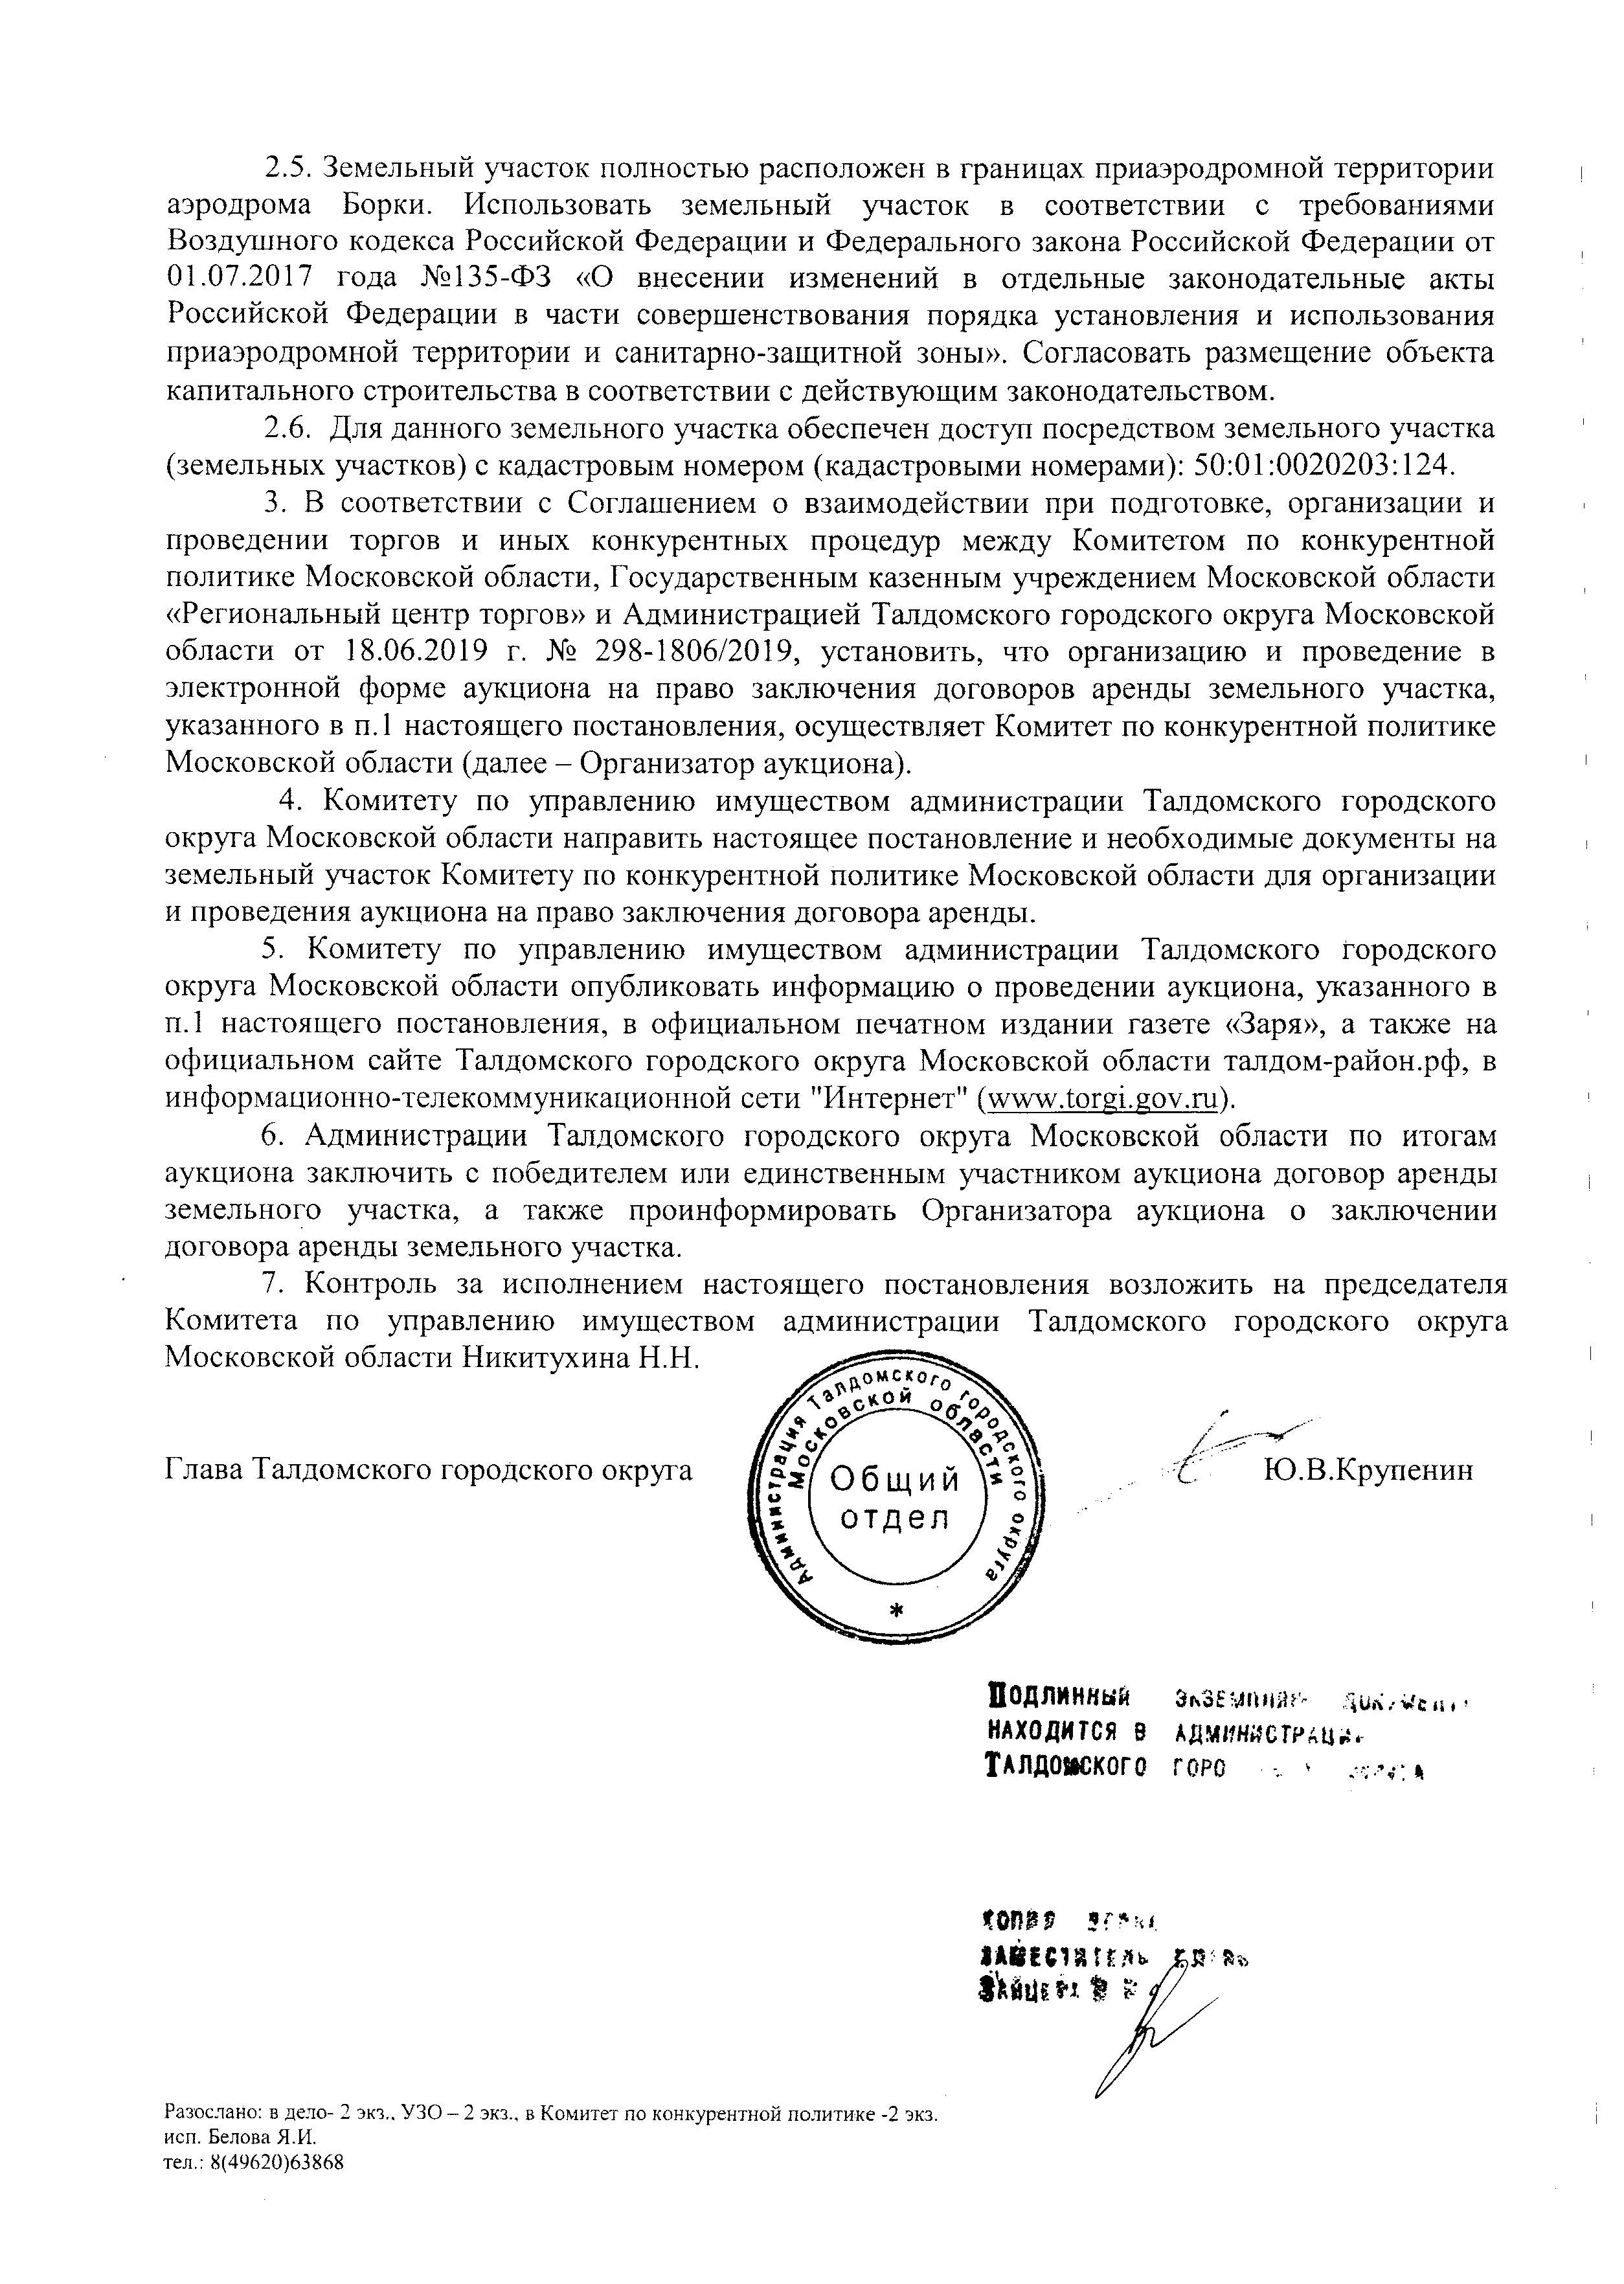 2.5. Земельный участок полностью расположен в границах приаэродромной территории
аэродрома Борки. Использовать земельный участок в соответствии с требованиями
Воздушного кодекса Российской Федерации и Федерального закона Российской Федерации от
01.07.2017 года №135-ФЗ «О внесении изменений в отдельные законодательные акты
Российской Федерации в части совершенствования порядка установления и использования
приаэродромной территории и санитарно-защитной зоны». Согласовать размещение объекта
капитального строительства в соответствии с действующим законодательством.
2.6. Для данного земельного участка обеспечен доступ посредством земельного участка
(земельных участков) с кадастровым номером (кадастровыми номерами): 50:01:0020203:124.
3. В соответствии с Соглашением о взаимодействии при подготовке, организации и
проведении торгов и иных конкурентных процедур между Комитетом по конкурентной
политике Московской области, Государственным казенным учреждением Московской области
«Региональный центр торгов» и Администрацией Талдомского городского округа Московской
области от 18.06.2019 г. № 298-1806/2019, установить, что организацию и проведение в
электронной форме аукциона на право заключения договоров аренды земельного участка,
указанного в п.1 настоящего постановления, осуществляет Комитет по конкурентной политике
Московской области (далее – Организатор аукциона).
4. Комитету по управлению имуществом администрации Талдомского городского
округа Московской области направить настоящее постановление и необходимые документы на
земельный участок Комитету по конкурентной политике Московской области для организации
и проведения аукциона на право заключения договора аренды.
5. Комитету по управлению имуществом администрации Талдомского городского
округа Московской области опубликовать информацию о проведении аукциона, указанного в
п.1 настоящего постановления, в официальном печатном издании газете «Заря», а также на
официальном сайте Талдомского городского округа Московской области талдом-район.рф, в
информационно-телекоммуникационной сети "Интернет" (www.torgi.gov.ru).
6. Администрации Талдомского городского округа Московской области по итогам
аукциона заключить с победителем или единственным участником аукциона договор аренды
земельного участка, а также проинформировать Организатора аукциона о заключении
договора аренды земельного участка.
7. Контроль за исполнением настоящего постановления возложить на председателя
Комитета по управлению имуществом администрации Талдомского городского округа
Московской области Никитухина Н.Н.
Администрация Талдомского городского округа
Московской области
Общий
отдел
*
Глава Талдомского городского округа
Ю.В.Крупенин
ПОДЛИННЫЙ
НАХОДИТСЯ В АДМИНИСТРАЦИИ
ТАЛДОМСКОГО
КОПИЯ
ЗАМЕСТИТЕЛЬ
Разослано: в дело- 2 экз., УЗО – 2 экз., в Комитет по конкурентной политике -2 экз.
исп. Белова Я.И.
тел.: 8(49620)63868